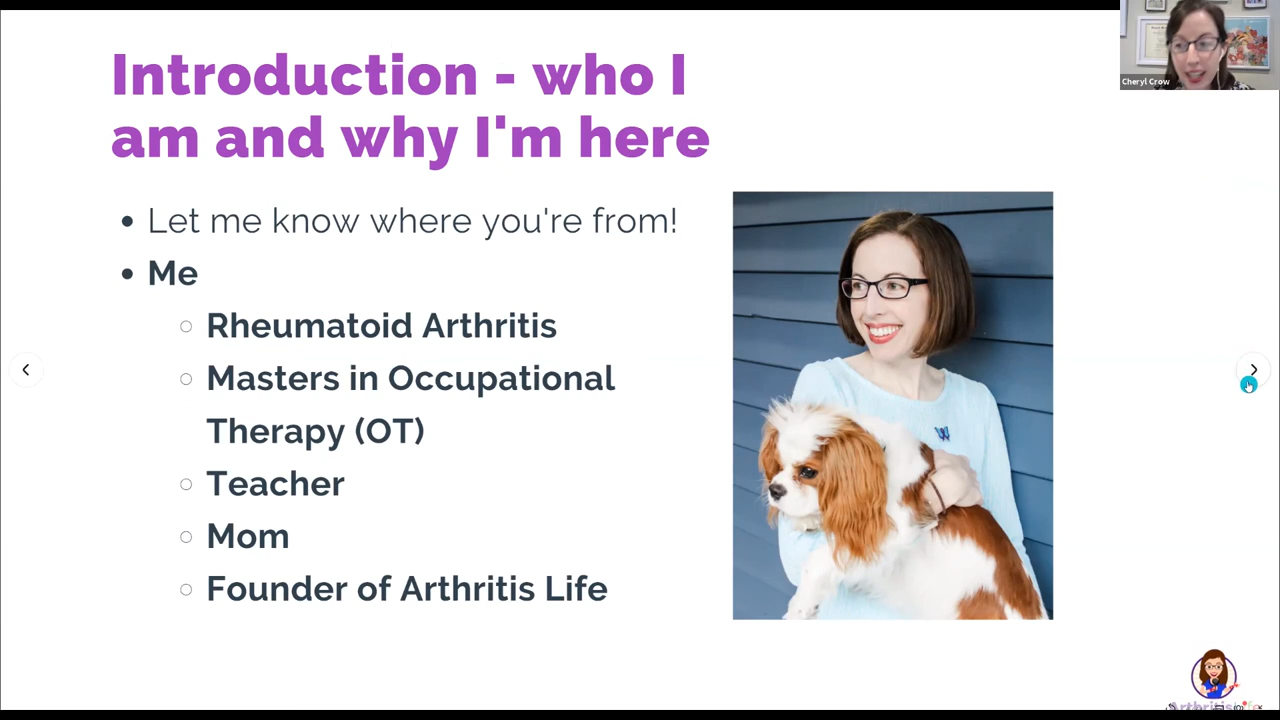 Introduction - who I
am and why I'm here
Cheryl Crow
Let me know where you're from!
Me
Rheumatoid Arthritis
Masters in Occupational
Therapy (OT)
Teacher
Mom
Founder of Arthritis Life